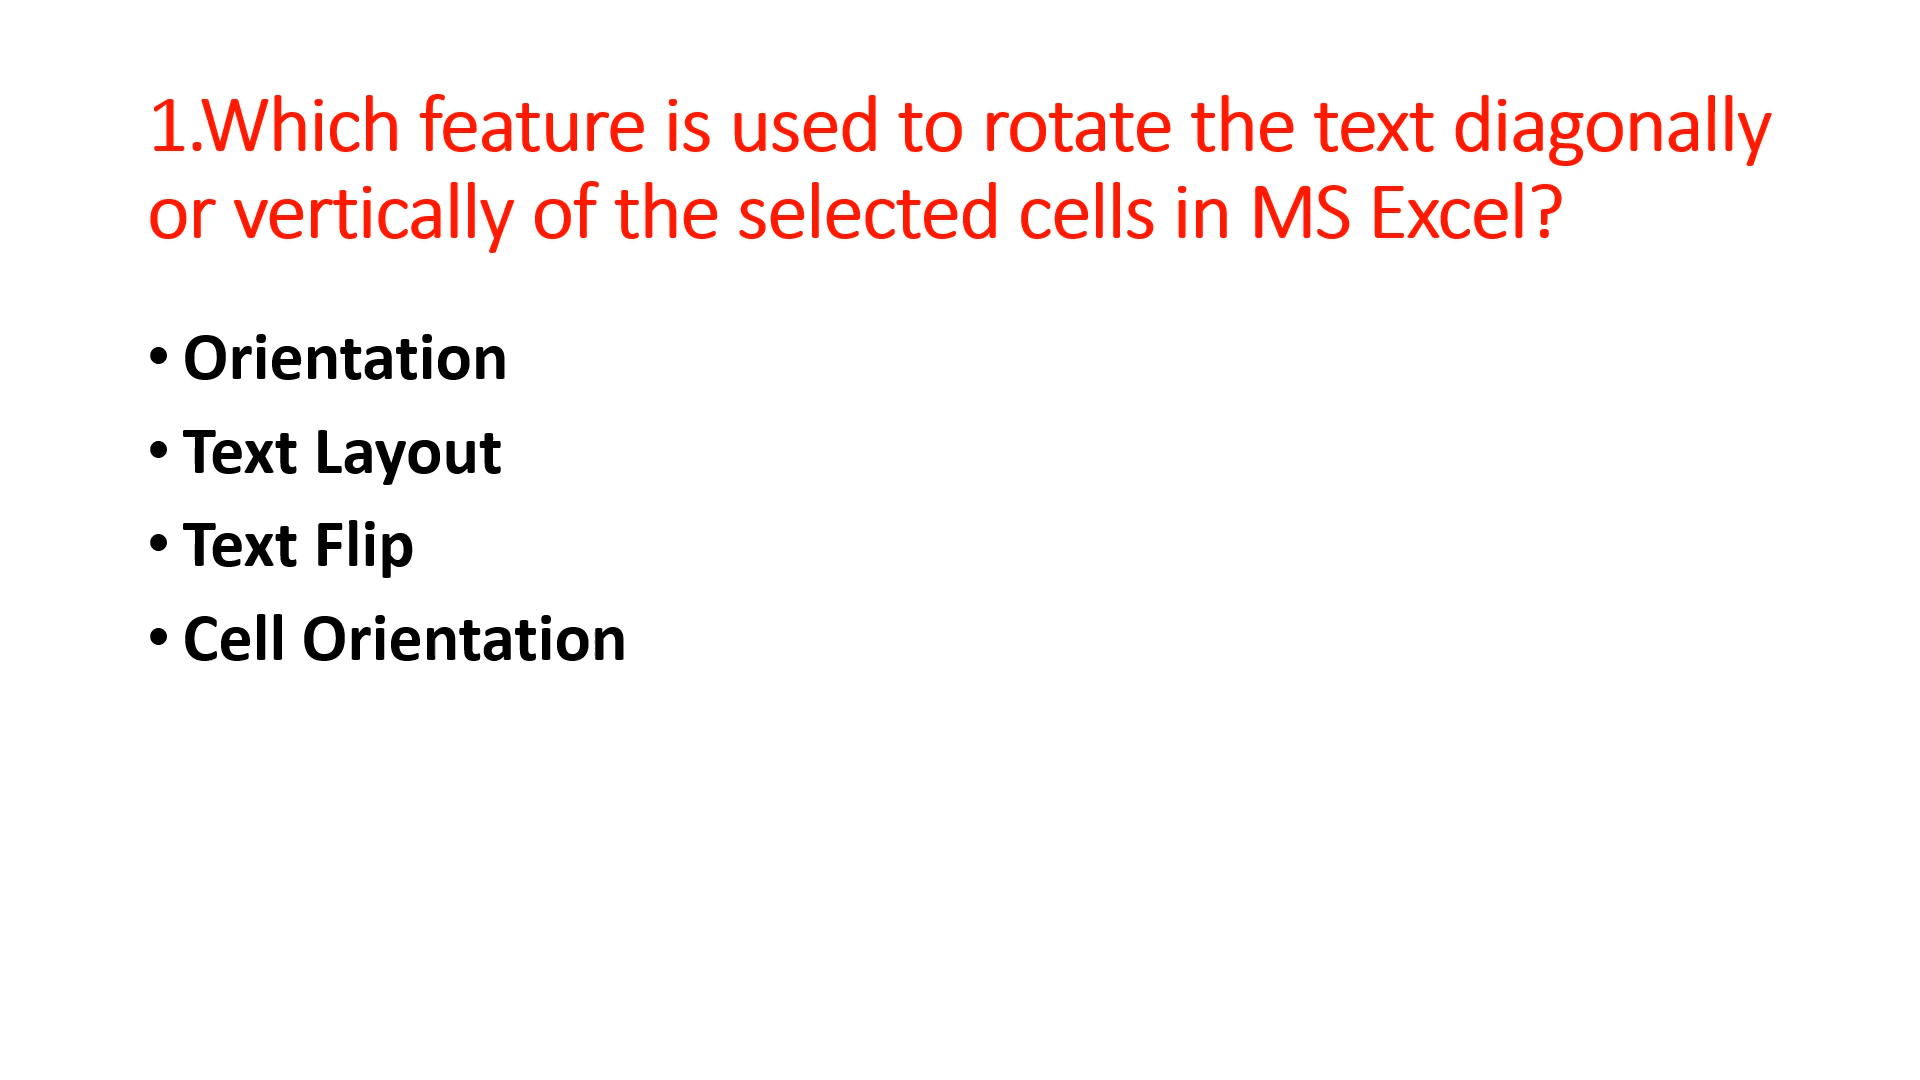 1.Which feature is used to rotate the text diagonally
or vertically of the selected cells in MS Excel?
• Orientation
• Text Layout
• Text Flip
• Cell Orientation